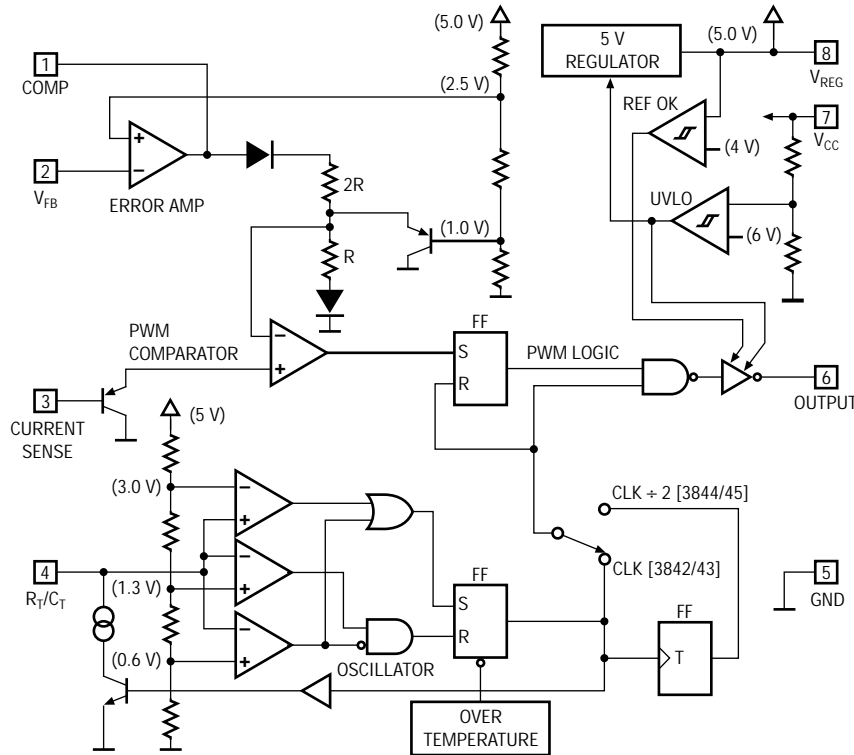 (5.0 V)
(5.0 V)
5 V
REGULATOR
8
V_REG
1
COMP
(2.5 V)
REF OK
7
V_CC
+
−
(4 V)
2
V_FB
ERROR AMP
2R
UVLO
(1.0 V)
(6 V)
R
PWM
COMPARATOR
−
+
FF
S
R
PWM LOGIC
6
OUTPUT
3
CURRENT
SENSE
(5 V)
(3.0 V)
−
+
CLK ÷ 2 [3844/45]
4
R_T/C_T
−
+
(1.3 V)
CLK [3842/43]
5
GND
FF
S
R
−
+
(0.6 V)
OSCILLATOR
FF
T
OVER
TEMPERATURE